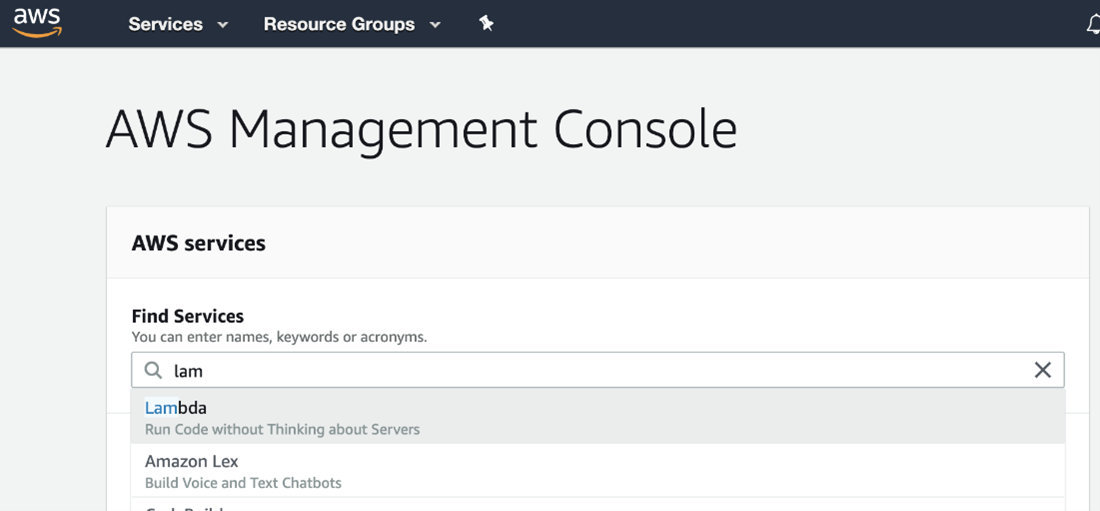 aws
Services
Resource Groups
AWS Management Console
AWS services
Find Services
You can enter names, keywords or acronyms.
lam
Lambda
Run Code without Thinking about Servers
Amazon Lex
Build Voice and Text Chatbots